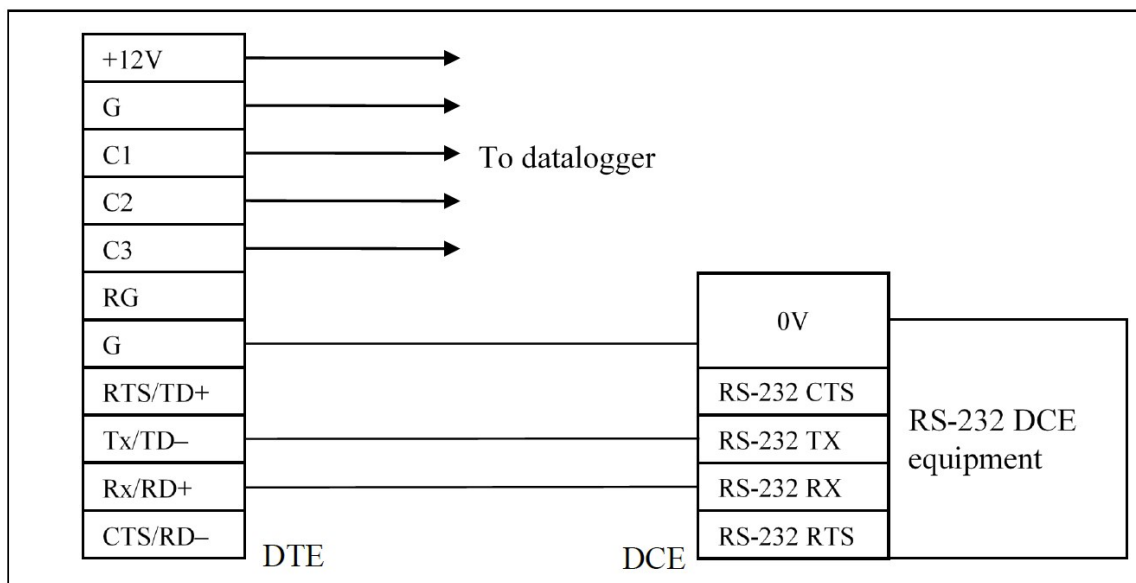 +12V
G
C1
C2
C3
RG
G
RTS/TD+
Tx/TD–
Rx/RD+
CTS/RD–
DTE
To datalogger
0V
RS-232 CTS
RS-232 TX
RS-232 RX
RS-232 RTS
DCE
RS-232 DCE
equipment